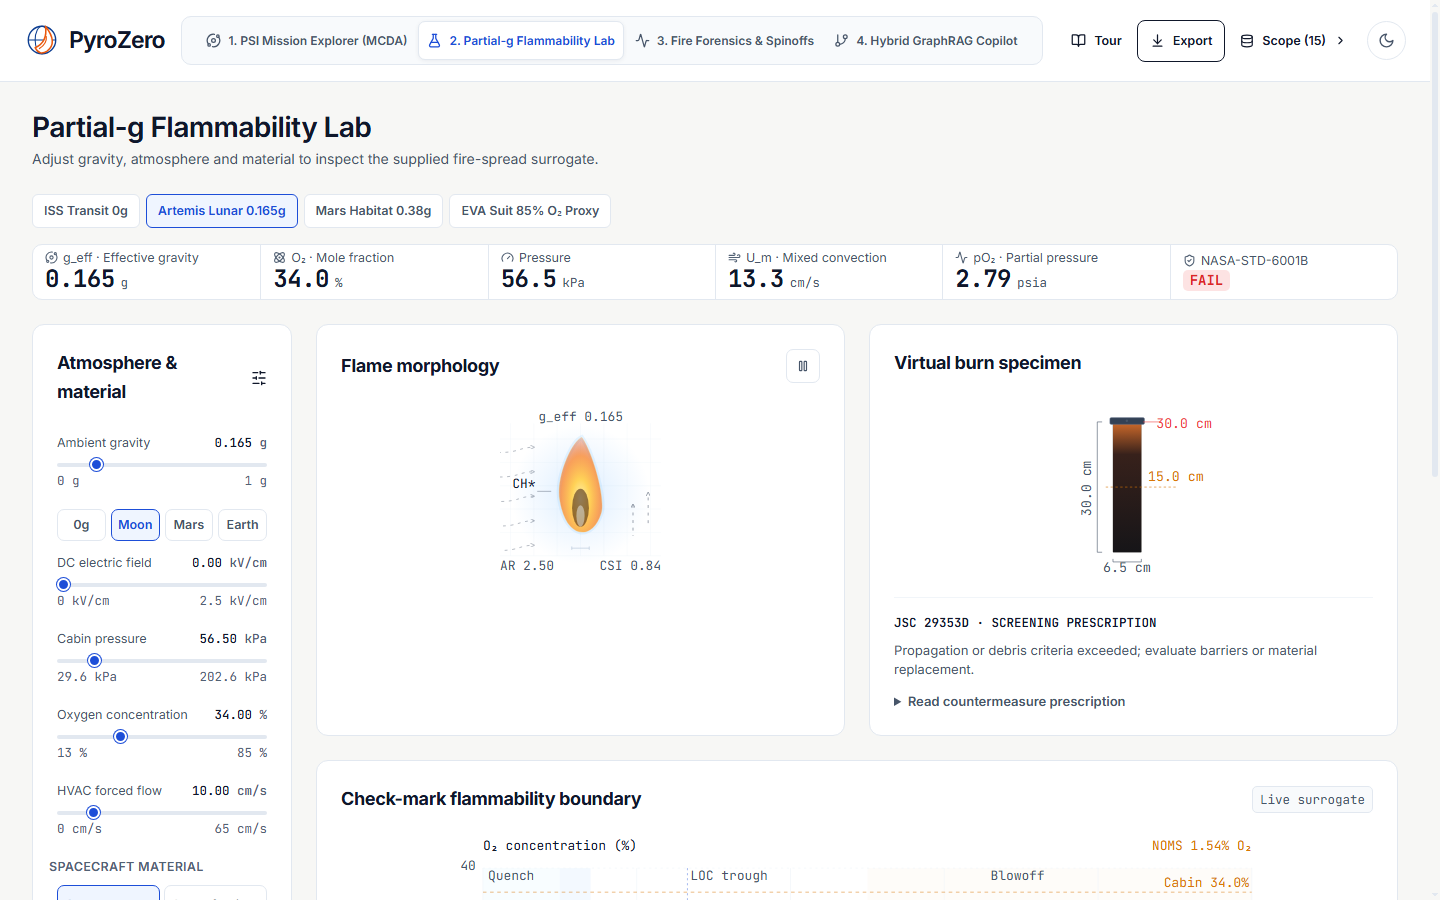 PyroZero
1. PSI Mission Explorer (MCDA)
2. Partial-g Flammability Lab
3. Fire Forensics & Spinoffs
4. Hybrid GraphRAG Copilot
Tour
Export
Scope (15)
Partial-g Flammability Lab
Adjust gravity, atmosphere and material to inspect the supplied fire-spread surrogate.
ISS Transit 0g
Artemis Lunar 0.165g
Mars Habitat 0.38g
EVA Suit 85% O₂ Proxy
g_eff · Effective gravity
0.165 g
O₂ · Mole fraction
34.0 %
Pressure
56.5 kPa
U_m · Mixed convection
13.3 cm/s
pO₂ · Partial pressure
2.79 psia
NASA-STD-6001B
FAIL
Atmosphere &
material
Ambient gravity 0.165 g
0 g 1 g
0g Moon Mars Earth
DC electric field 0.00 kV/cm
0 kV/cm 2.5 kV/cm
Cabin pressure 56.50 kPa
29.6 kPa 202.6 kPa
Oxygen concentration 34.00 %
13 % 85 %
HVAC forced flow 10.00 cm/s
0 cm/s 65 cm/s
SPACECRAFT MATERIAL
Flame morphology
g_eff 0.165
CH*
AR 2.50 CSI 0.84
Virtual burn specimen
30.0 cm
15.0 cm
30.0 cm
6.5 cm
JSC 29353D · SCREENING PRESCRIPTION
Propagation or debris criteria exceeded; evaluate barriers or material
replacement.
Read countermeasure prescription
Check-mark flammability boundary
Live surrogate
O₂ concentration (%)
NOMS 1.54% O₂
40
Quench
LOC trough
Blowoff
Cabin 34.0%